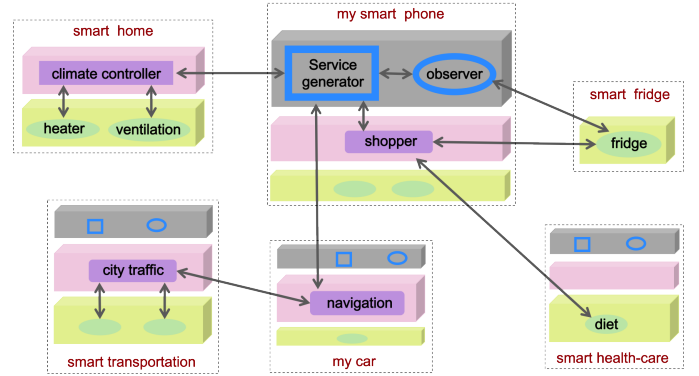 smart home
my smart phone
climate controller
Service
generator
observer
heater
ventilation
smart fridge
shopper
fridge
city traffic
navigation
diet
smart transportation
my car
smart health-care